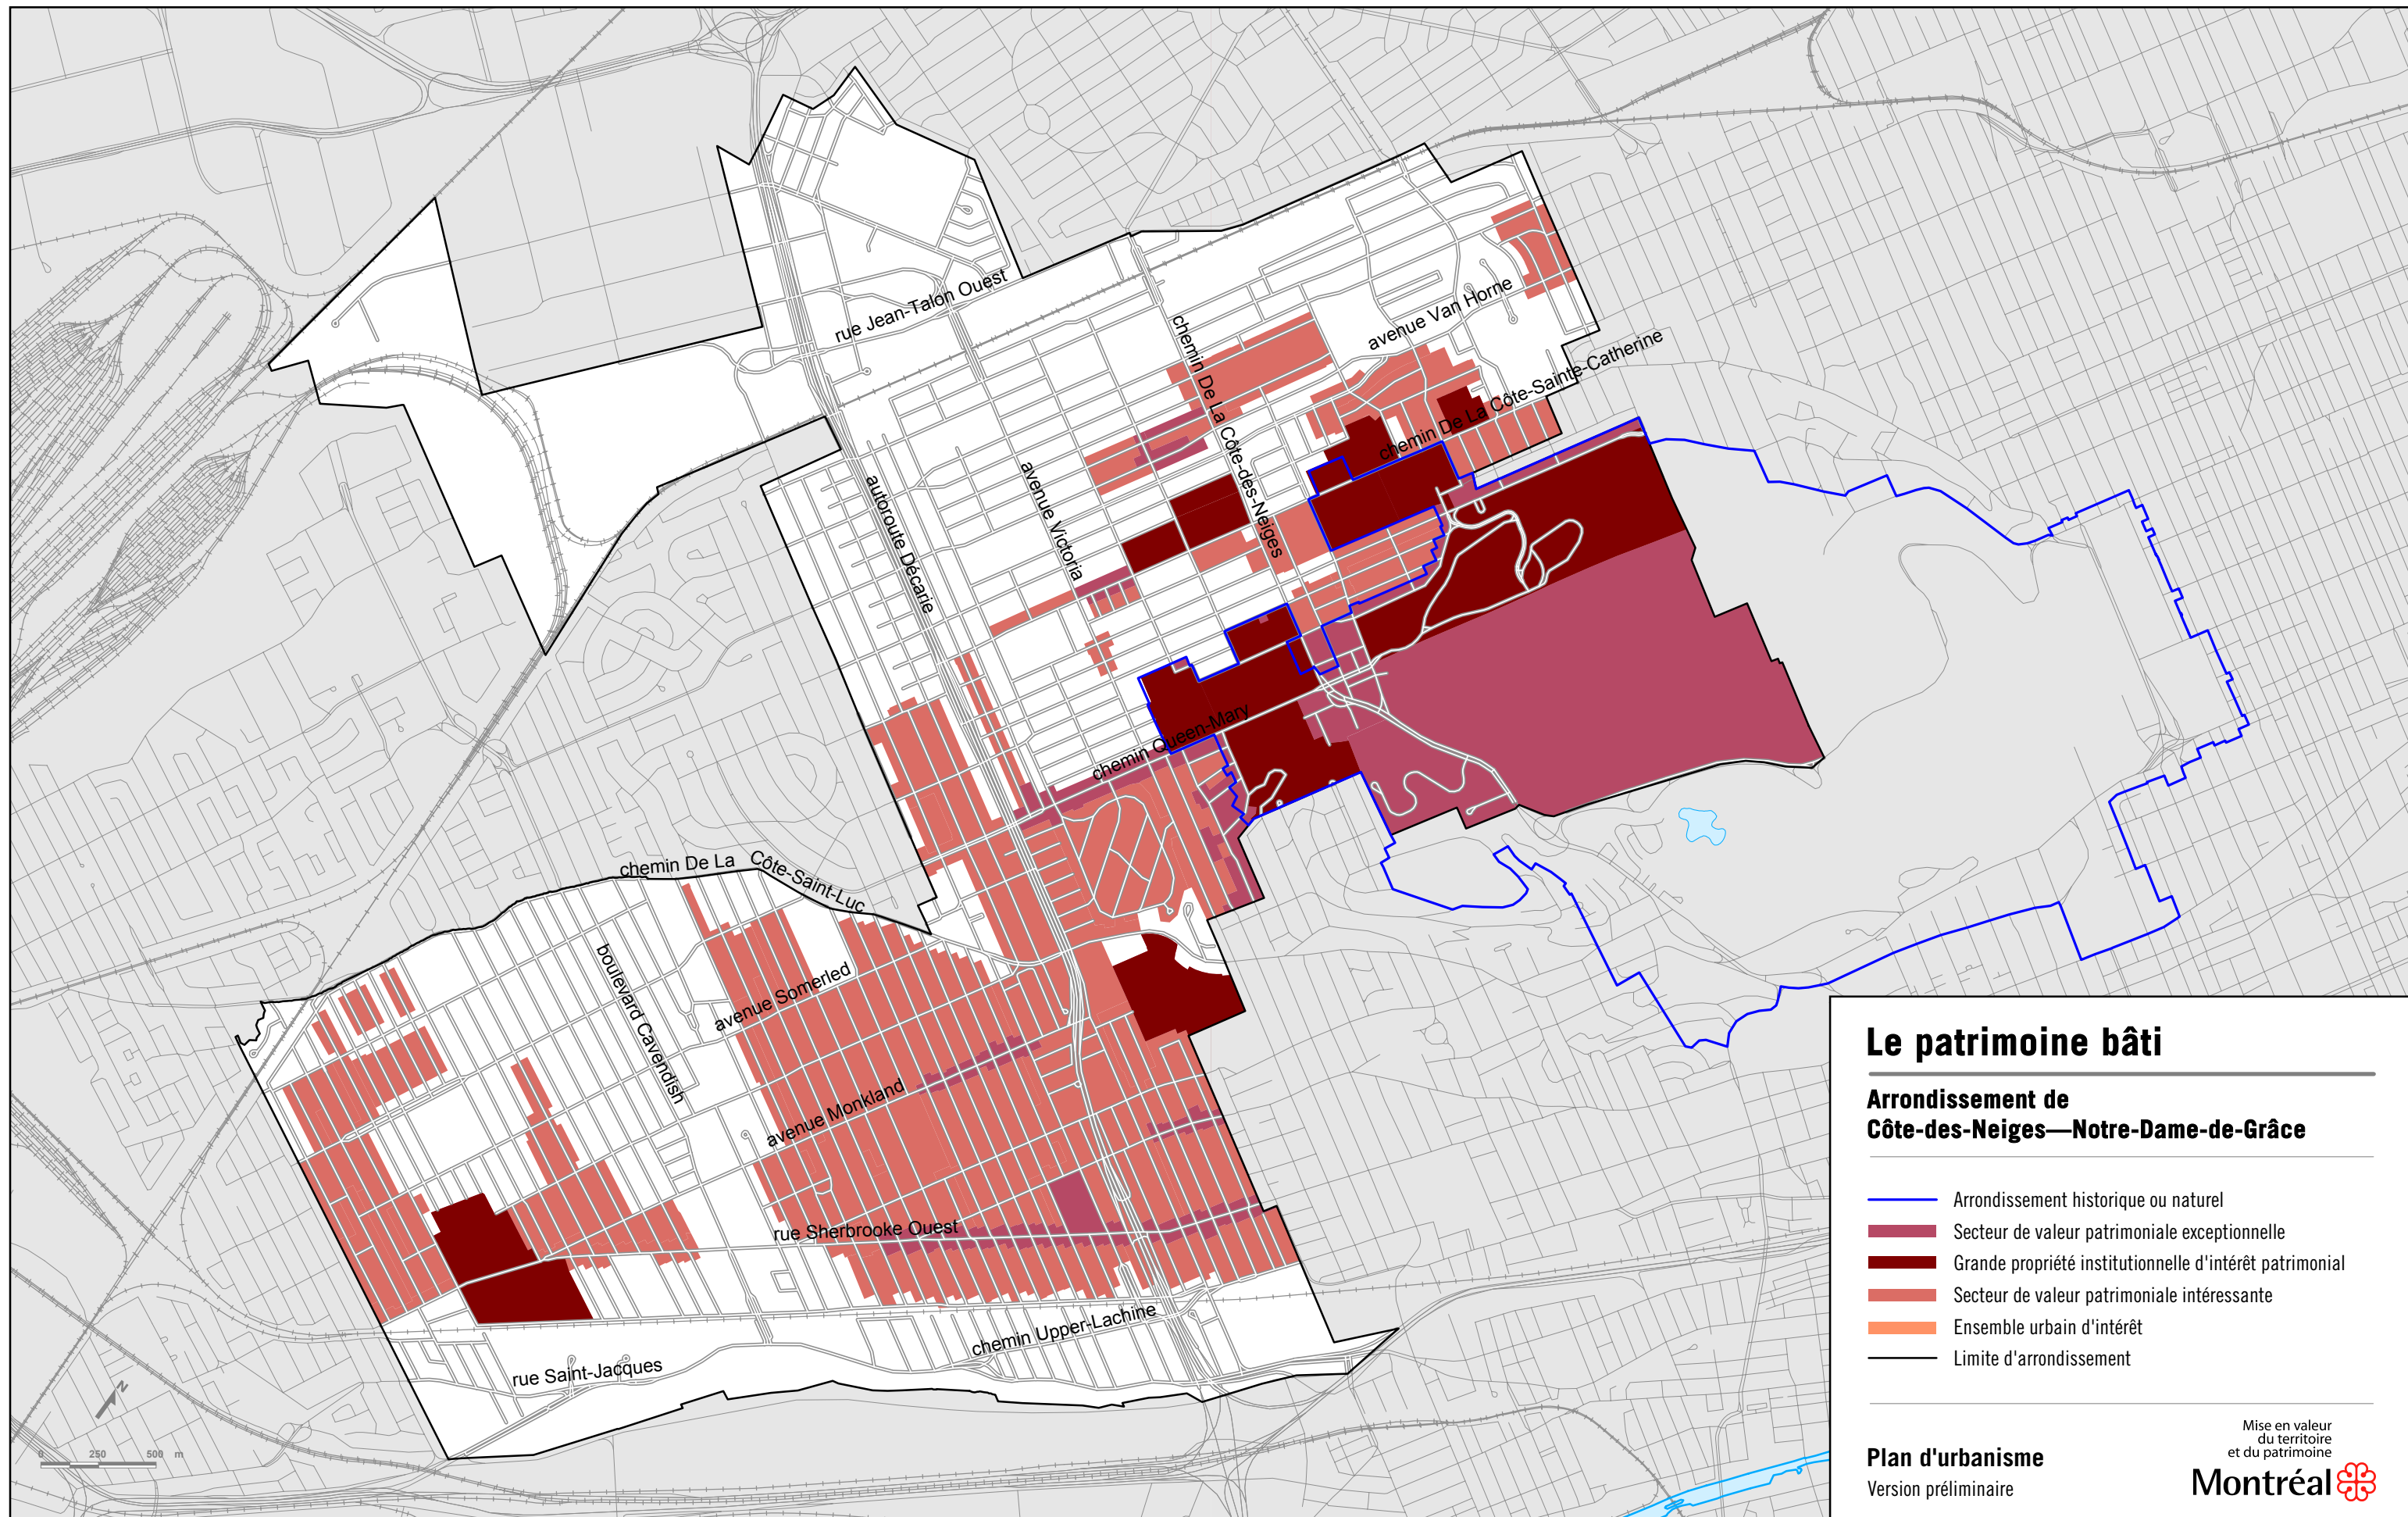 rue Jean-Talon Ouest
avenue Van Horne
chemin De La Côte-Sainte-Catherine
chemin De La Côte-des-Neiges
avenue Victoria
autoroute Décarie
chemin Queen-Mary
chemin De La Côte-Saint-Luc
boulevard Cavendish
avenue Somerled
avenue Monkland
rue Sherbrooke Ouest
chemin Upper-Lachine
rue Saint-Jacques
N
0 250 500 m
Le patrimoine bâti
Arrondissement de
Côte-des-Neiges—Notre-Dame-de-Grâce
Arrondissement historique ou naturel
Secteur de valeur patrimoniale exceptionnelle
Grande propriété institutionnelle d'intérêt patrimonial
Secteur de valeur patrimoniale intéressante
Ensemble urbain d'intérêt
Limite d'arrondissement
Plan d'urbanisme
Version préliminaire
Mise en valeur
du territoire
et du patrimoine
Montréal